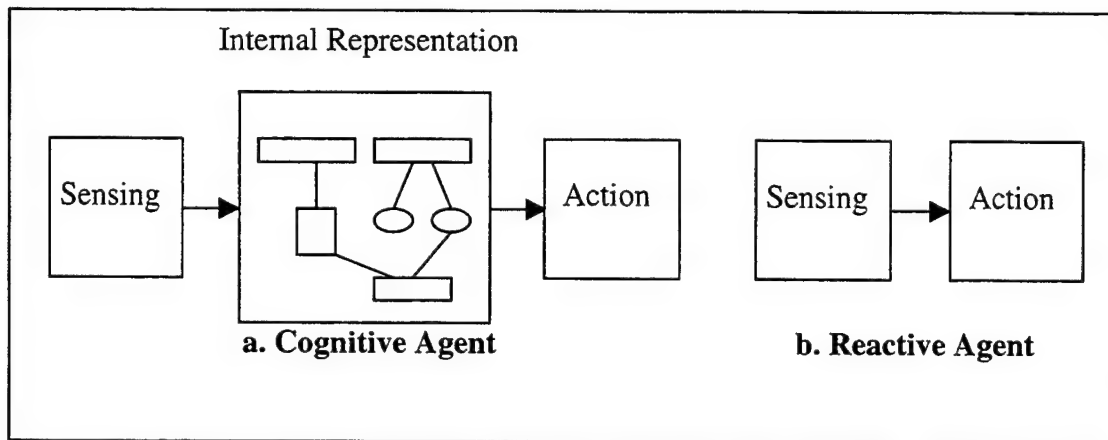 Internal Representation
Sensing
Action
Sensing
Action
a. Cognitive Agent
b. Reactive Agent